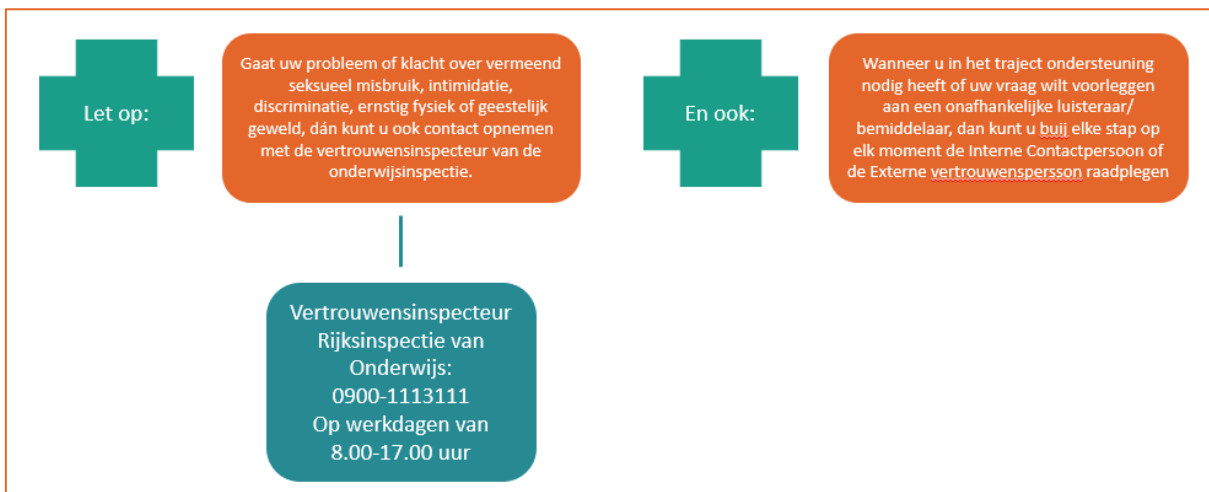 Let op:
Gaat uw probleem of klacht over vermeend
seksueel misbruik, intimidatie,
discriminatie, ernstig fysiek of geestelijk
geweld, dán kunt u ook contact opnemen
met de vertrouwensinspecteur van de
onderwijsinspectie.
Vertrouwensinspecteur
Rijksinspectie van
Onderwijs:
0900-1113111
Op werkdagen van
8.00-17.00 uur
En ook:
Wanneer u in het traject ondersteuning
nodig heeft of uw vraag wilt voorleggen
aan een onafhankelijke luisteraar/
bemiddelaar, dan kunt u buij elke stap op
elk moment de Interne Contactpersoon of
de Externe vertrouwenspersson raadplegen